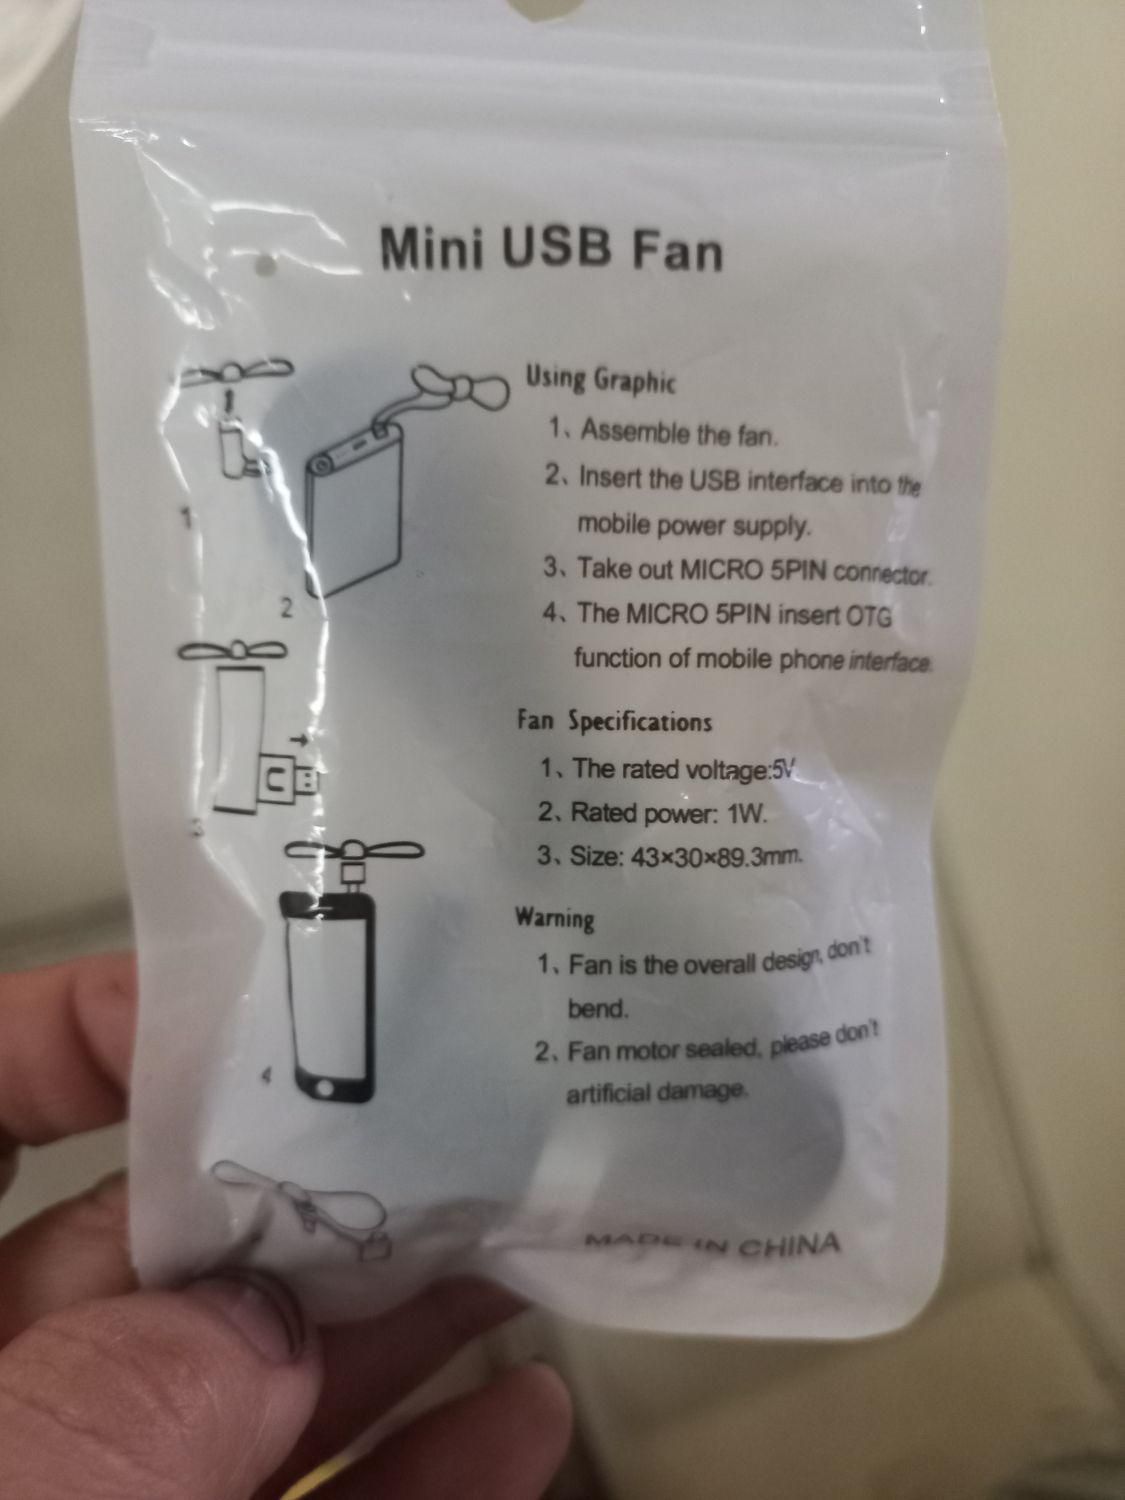 Mini USB Fan
Using Graphic
1、Assemble the fan.
2、Insert the USB interface into the
mobile power supply.
3、Take out MICRO 5PIN connector.
4、The MICRO 5PIN insert OTG
function of mobile phone interface.
Fan Specifications
1、The rated voltage:5V
2、Rated power: 1W.
3、Size: 43×30×89.3mm.
Warning
1、Fan is the overall design, don't
bend.
2、Fan motor sealed, please don't
artificial damage.
1
2
3
4
MADE IN CHINA